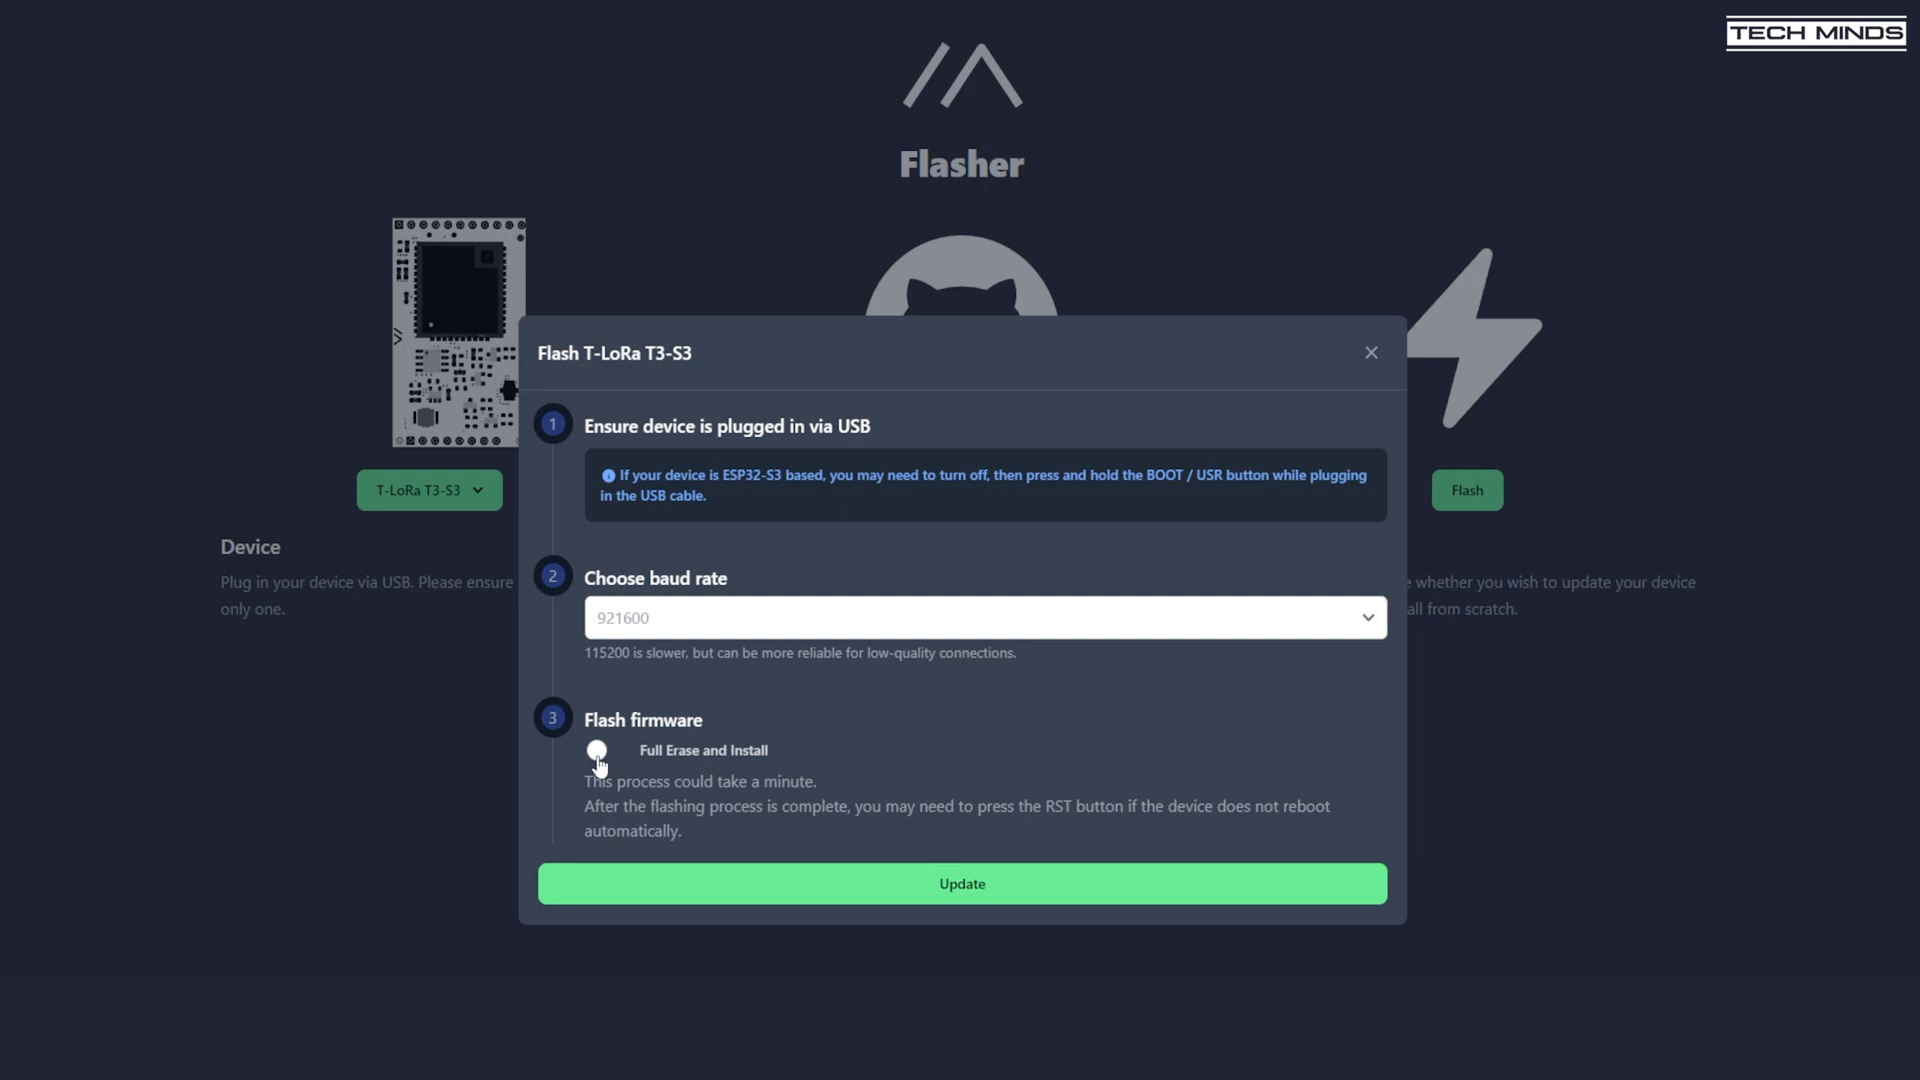 TECH MINDS
Flasher
Flash T-LoRa T3-S3
1
Ensure device is plugged in via USB
If your device is ESP32-S3 based, you may need to turn off, then press and hold the BOOT / USR button while plugging
in the USB cable.
T-LoRa T3-S3
Flash
Device
Plug in your device via USB. Please ensure
only one.
2
Choose baud rate
921600
115200 is slower, but can be more reliable for low-quality connections.
whether you wish to update your device
all from scratch.
3
Flash firmware
Full Erase and Install
This process could take a minute.
After the flashing process is complete, you may need to press the RST button if the device does not reboot
automatically.
Update